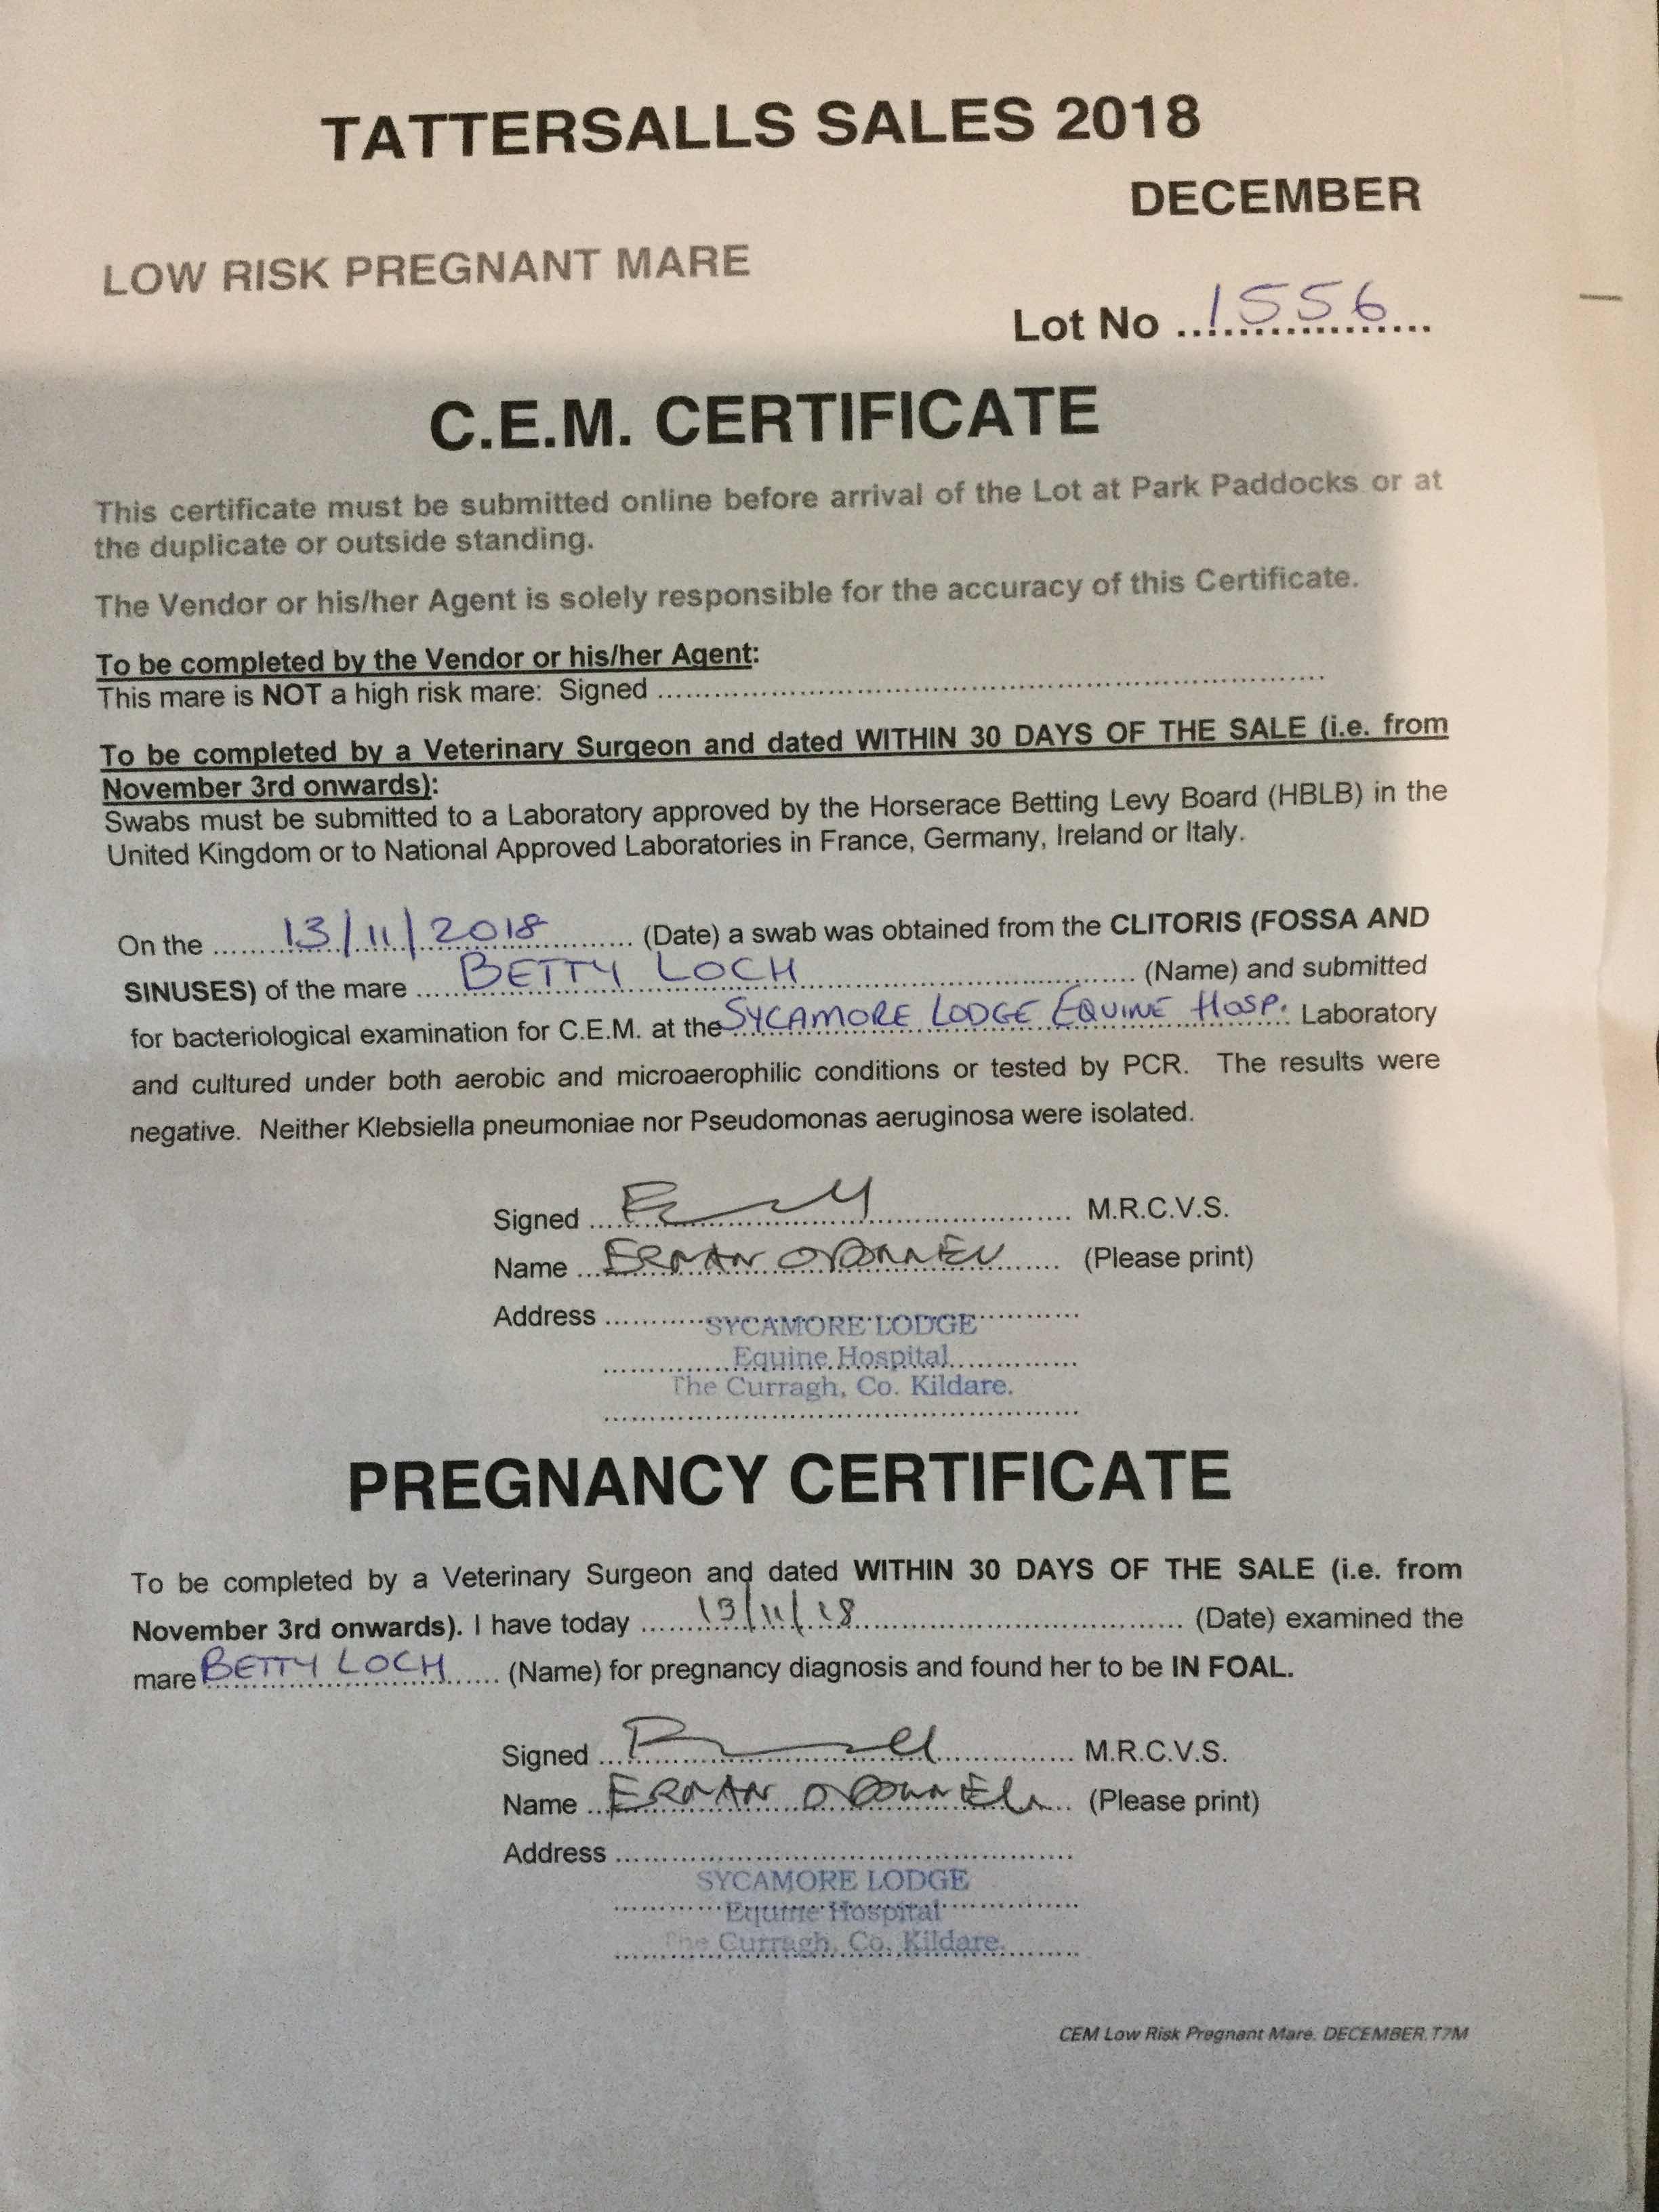 TATTERSALLS SALES 2018
DECEMBER
LOW RISK PREGNANT MARE
Lot No ...1556...
C.E.M. CERTIFICATE
This certificate must be submitted online before arrival of the Lot at Park Paddocks or at
the duplicate or outside standing.
The Vendor or his/her Agent is solely responsible for the accuracy of this Certificate.
To be completed by the Vendor or his/her Agent:
This mare is NOT a high risk mare: Signed ..........
To be completed by a Veterinary Surgeon and dated WITHIN 30 DAYS OF THE SALE (i.e. from
November 3rd onwards):
Swabs must be submitted to a Laboratory approved by the Horserace Betting Levy Board (HBLB) in the
United Kingdom or to National Approved Laboratories in France, Germany, Ireland or Italy.
On the ...13/11/2018... (Date) a swab was obtained from the CLITORIS (FOSSA AND
SINUSES) of the mare ...BETTY LOCH... (Name) and submitted
for bacteriological examination for C.E.M. at the SYCAMORE LODGE EQUINE HOSP. Laboratory
and cultured under both aerobic and microaerophilic conditions or tested by PCR. The results were
negative. Neither Klebsiella pneumoniae nor Pseudomonas aeruginosa were isolated.
Signed ... M.R.C.V.S.
Name ... (Please print)
Address ... SYCAMORE LODGE
Equine Hospital
The Curragh, Co. Kildare.
PREGNANCY CERTIFICATE
To be completed by a Veterinary Surgeon and dated WITHIN 30 DAYS OF THE SALE (i.e. from
November 3rd onwards). I have today ...13/11/18... (Date) examined the
mare BETTY LOCH ... (Name) for pregnancy diagnosis and found her to be IN FOAL.
Signed ... M.R.C.V.S.
Name ... (Please print)
Address ...
SYCAMORE LODGE
Equine Hospital
The Curragh, Co. Kildare.
CEM Low Risk Pregnant Mare. DECEMBER.T7M